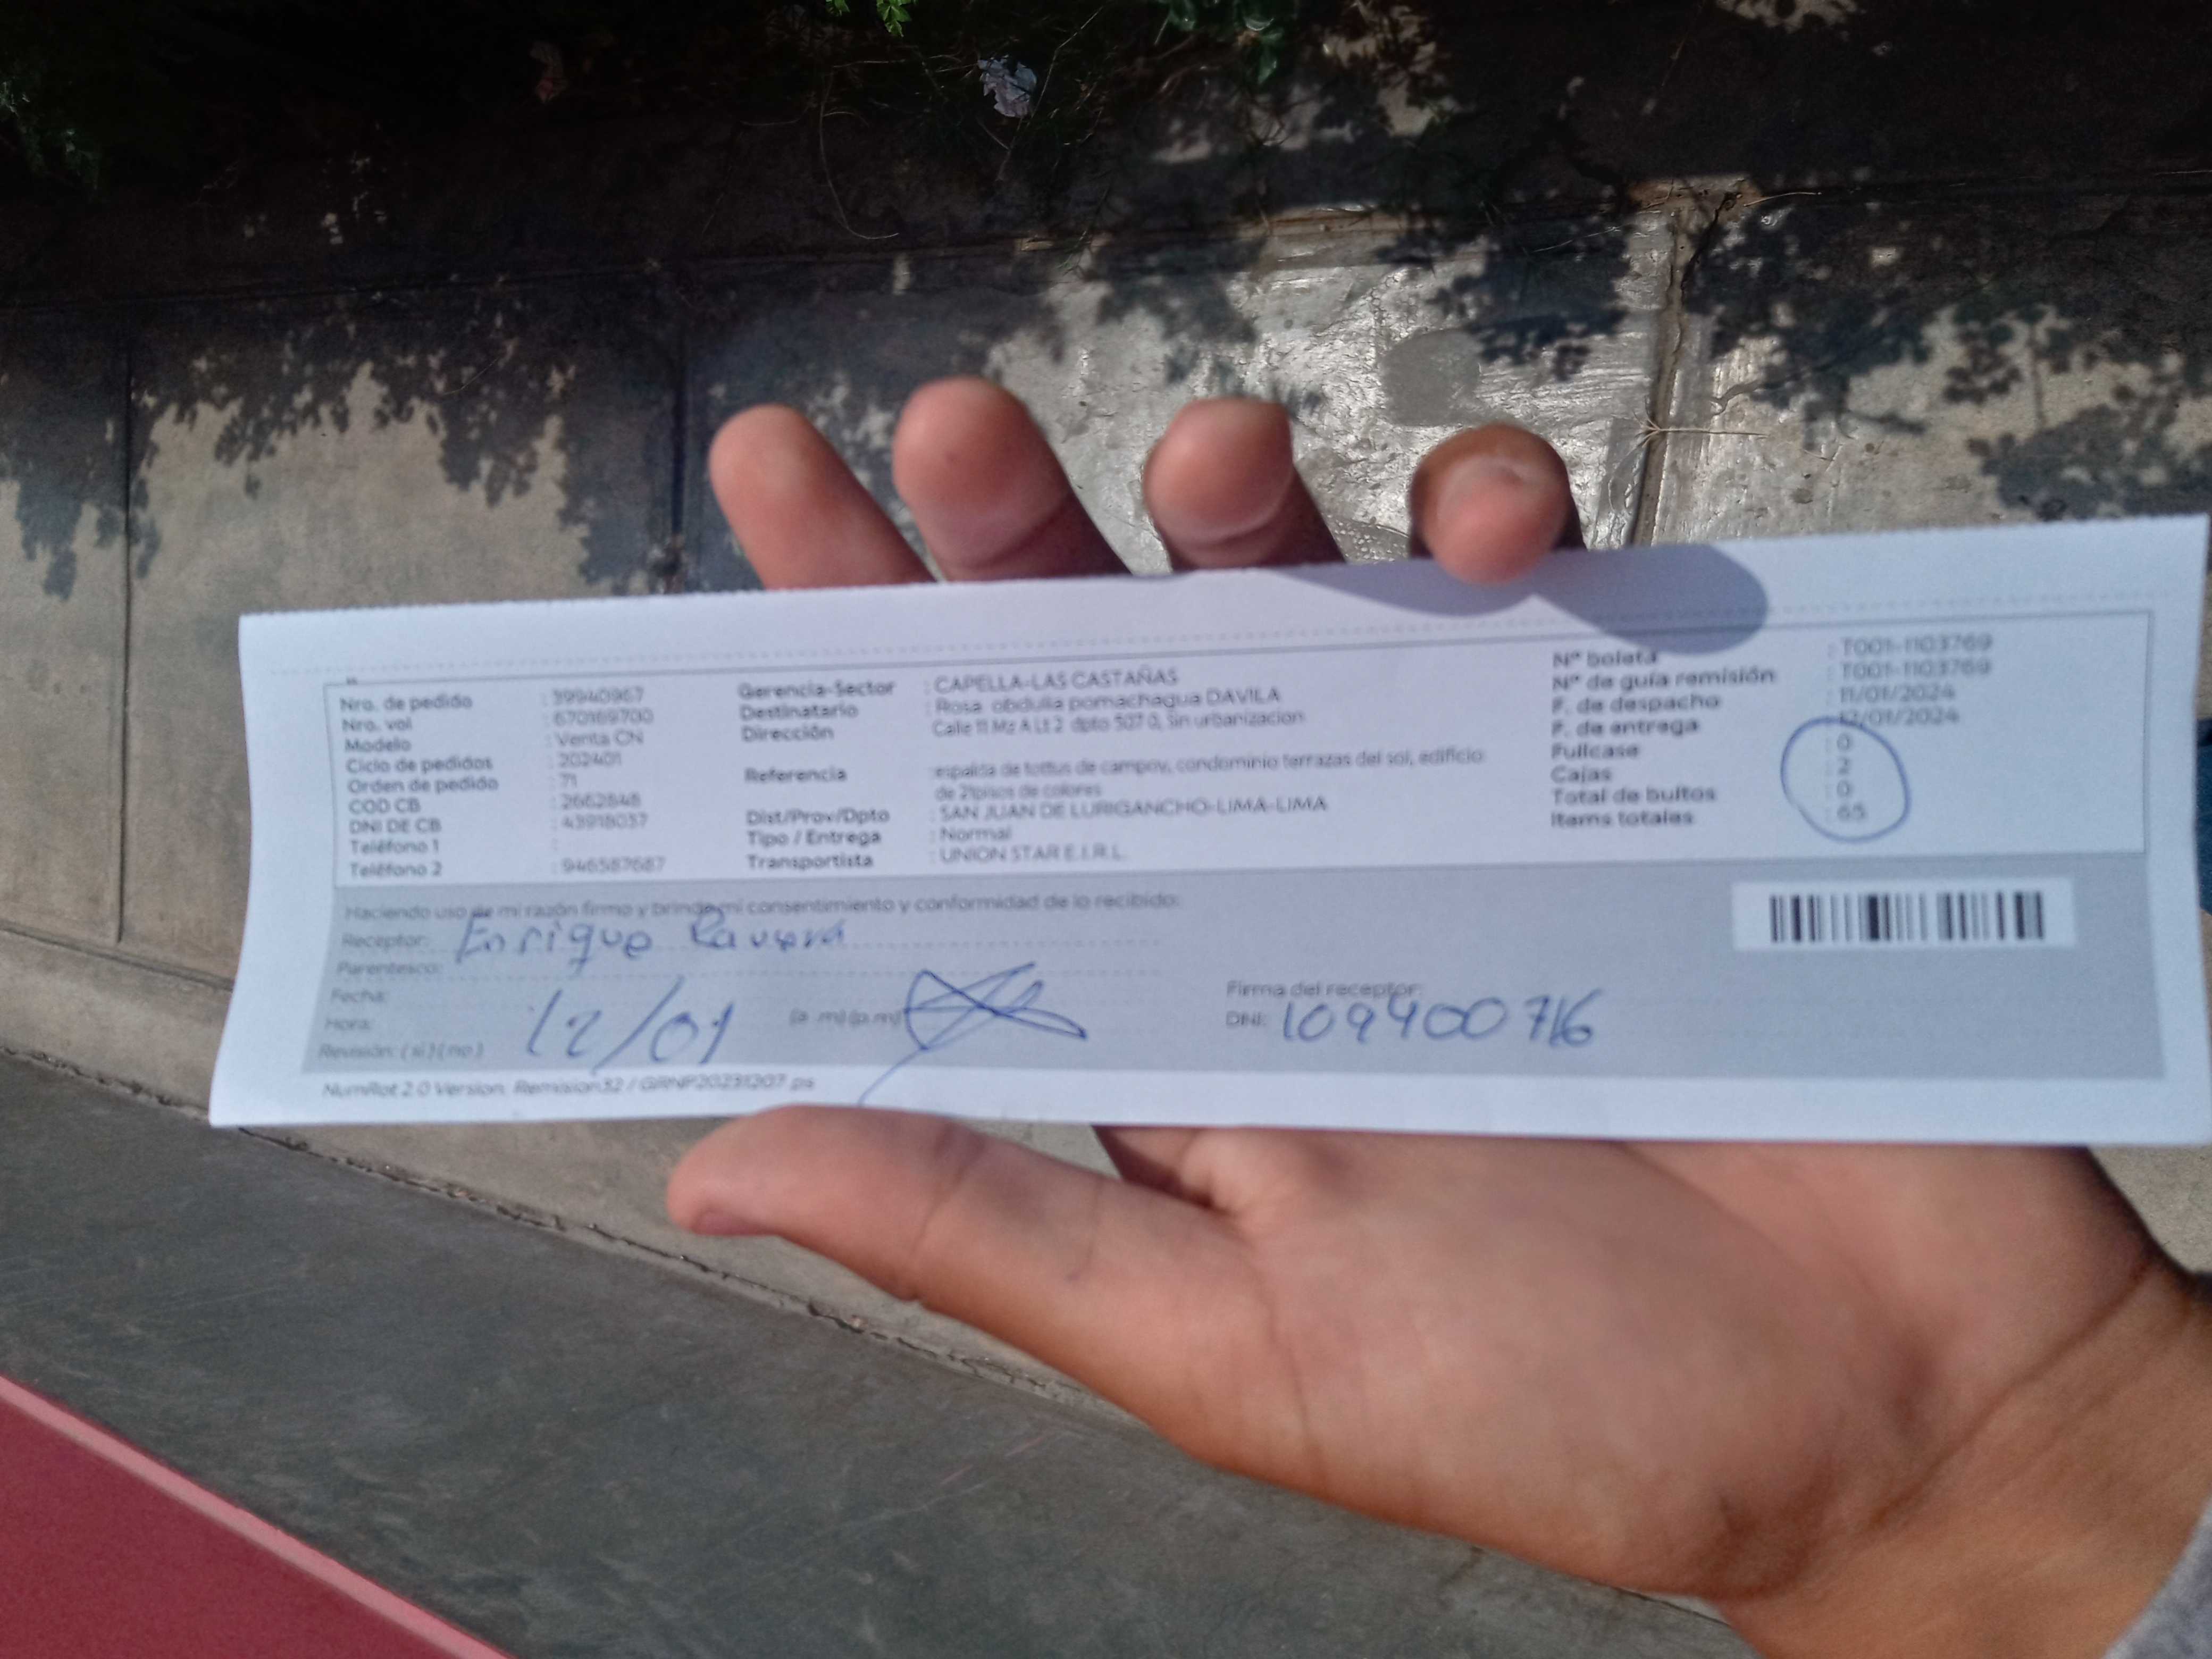 Nro. de pedido : 39940967
Nro. vol : 670169700
Modelo : Venta CN
Ciclo de pedidos : 202401
Orden de pedido : 71
COD CB : 2662848
DNI DE CB : 43918037
Teléfono 1 :
Teléfono 2 : 946587687
Gerencia-Sector : CAPELLA-LAS CASTAÑAS
Destinatario : Rosa obdulia pomachagua DAVILA
Dirección : Calle 11 Mz A Lt 2 dpto 507 0, Sin urbanizacion
Referencia : espalda de tottus de campoy, condominio terrazas del sol, edificio
de 21pisos de colores
Dist/Prov/Dpto : SAN JUAN DE LURIGANCHO-LIMA-LIMA
Tipo / Entrega : Normal
Transportista : UNION STAR E.I.R.L.
Nº boleta : T001-1103769
Nº de guía remisión : T001-1103769
F. de despacho : 11/01/2024
F. de entrega : 12/01/2024
Fullcase : 0
Cajas : 2
Total de bultos : 0
Items totales : 65
Haciendo uso de mi razón firmo y brindo mi consentimiento y conformidad de lo recibido:
Receptor: Enrique
Parentesco:
Fecha: 12/01
Hora: (a .m) (p.m)
Revisión: ( si ) ( no )
Firma del receptor:
DNI: 109400716
NumRot 2.0 Version: Remision32 / GRNP20231207.ps